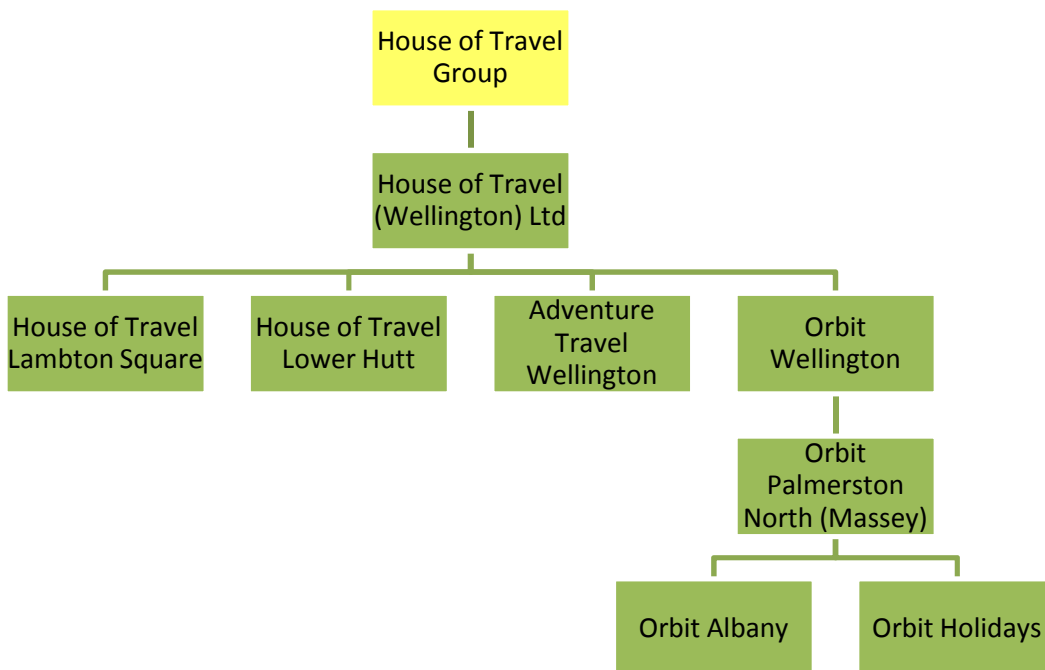 House of Travel
Group
House of Travel
(Wellington) Ltd
House of Travel
Lambton Square
House of Travel
Lower Hutt
Adventure
Travel
Wellington
Orbit
Wellington
Orbit
Palmerston
North (Massey)
Orbit Albany
Orbit Holidays